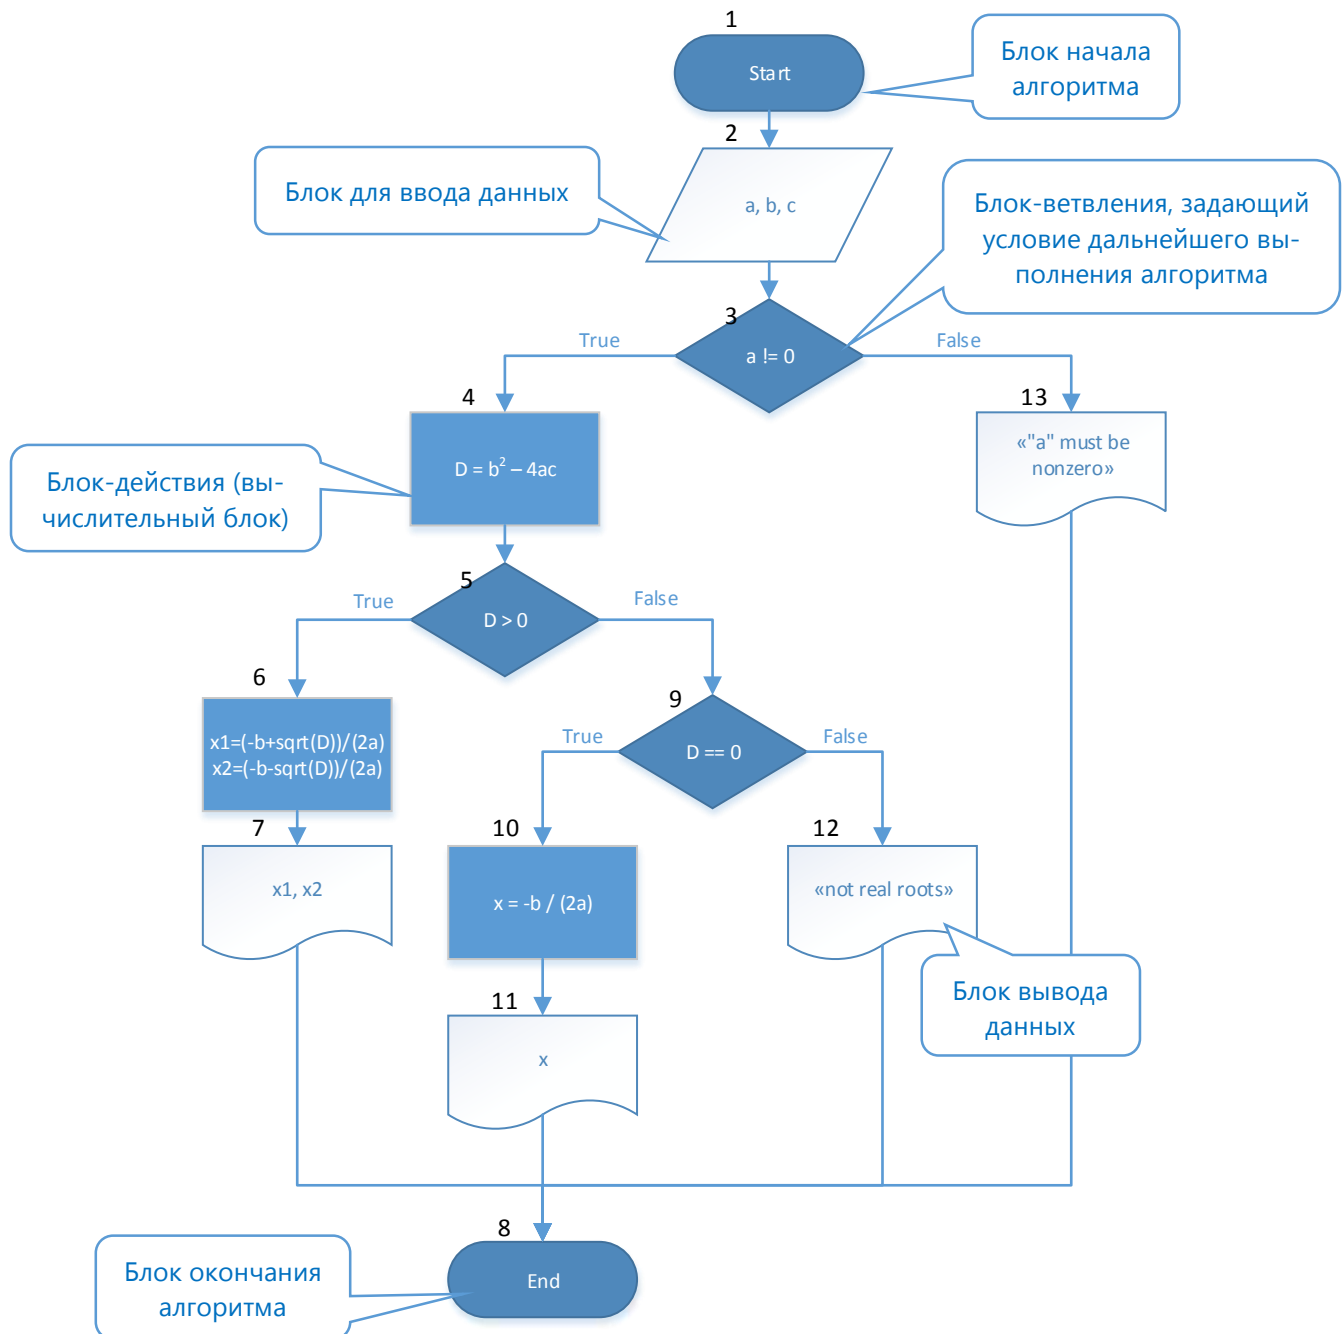 1
Start
Блок начала
алгоритма
2
Блок для ввода данных
a, b, c
Блок-ветвления, задающий
условие дальнейшего вы-
полнения алгоритма
3
True
a != 0
False
4
13
D = b² – 4ac
«"a" must be
nonzero»
Блок-действия (вы-
числительный блок)
5
True
D > 0
False
6
x1=(-b+sqrt(D))/(2a)
x2=(-b-sqrt(D))/(2a)
9
True
D == 0
False
7
x1, x2
10
x = -b / (2a)
12
«not real roots»
11
x
Блок вывода
данных
8
End
Блок окончания
алгоритма